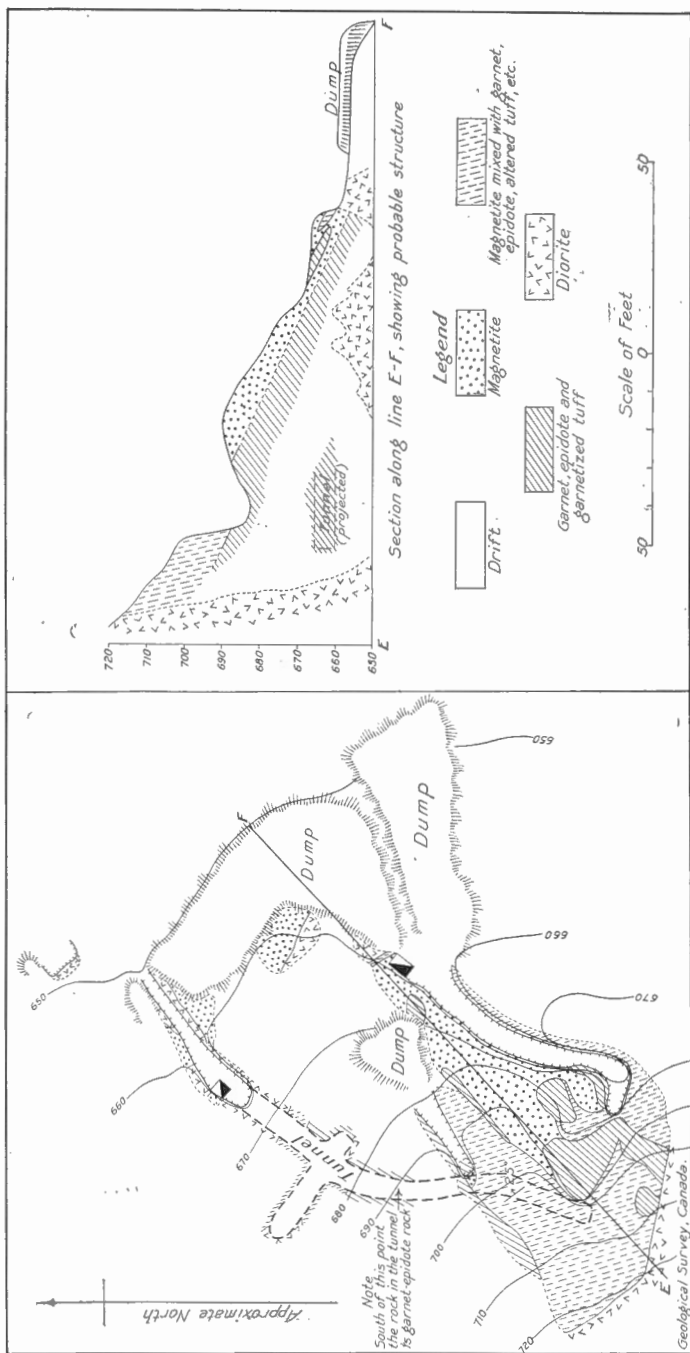 Approximate North
Note
South of this point
the rock in the tunnel
is garnet-epidote rock
Tunnel
Dump
Dump
Dump
E
F
25
650
660
670
680
690
700
710
720
650
660
670
Geological Survey, Canada.
720
710
700
690
680
670
660
650
E
F
Dump
Tunnel
(projected)
Section along line E-F, showing probable structure
Legend
Drift
Magnetite
Magnetite mixed with garnet,
epidote, altered tuff, etc.
Garnet, epidote and
garnetized tuff
Diorite
Scale of Feet
50
0
50